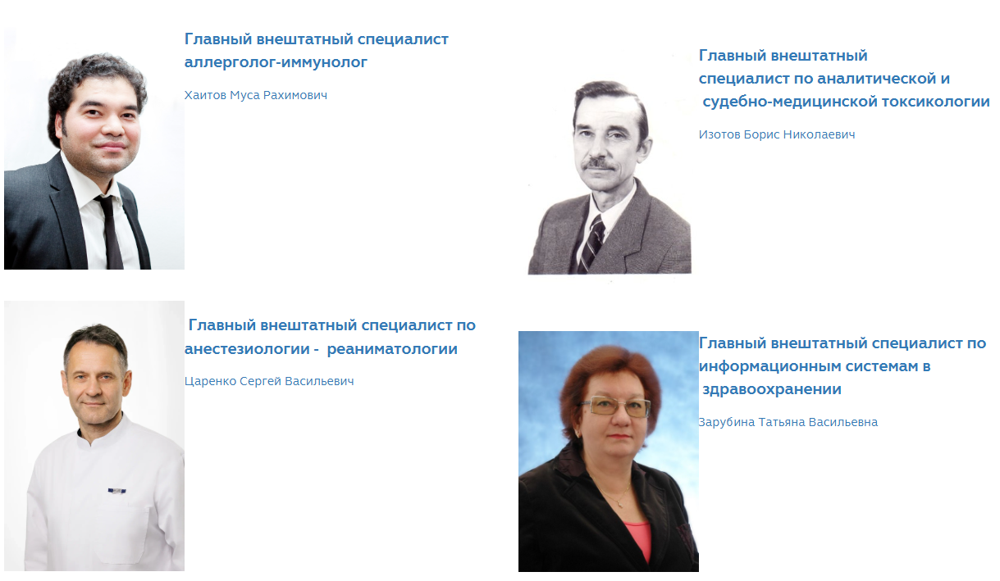 Главный внештатный специалист
аллерголог-иммунолог
Хаитов Муса Рахимович
Главный внештатный
специалист по аналитической и
судебно-медицинской токсикологии
Изотов Борис Николаевич
Главный внештатный специалист по
анестезиологии - реаниматологии
Царенко Сергей Васильевич
Главный внештатный специалист по
информационным системам в
здравоохранении
Зарубина Татьяна Васильевна